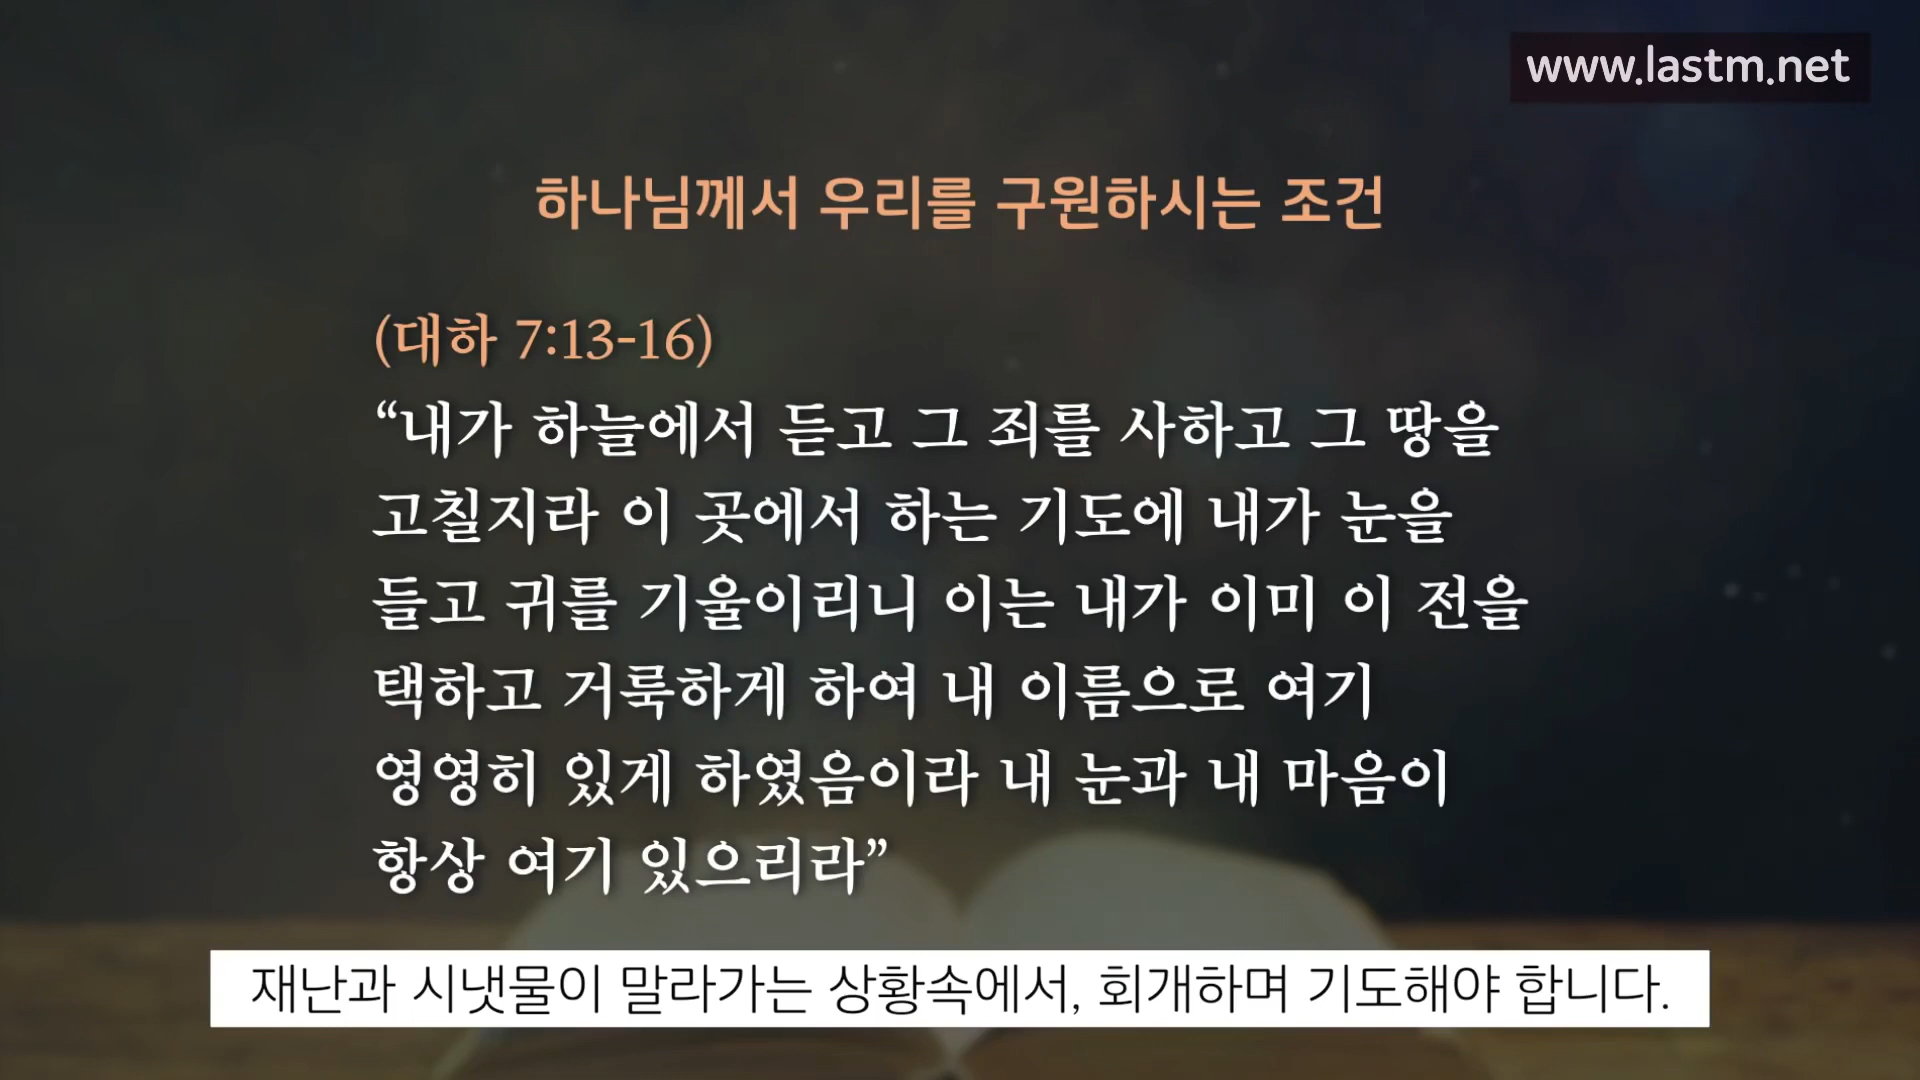 www.lastm.net
하나님께서 우리를 구원하시는 조건
(대하 7:13-16)
“내가 하늘에서 듣고 그 죄를 사하고 그 땅을
고칠지라 이 곳에서 하는 기도에 내가 눈을
들고 귀를 기울이리니 이는 내가 이미 이 전을
택하고 거룩하게 하여 내 이름으로 여기
영영히 있게 하였음이라 내 눈과 내 마음이
항상 여기 있으리라”
재난과 시냇물이 말라가는 상황속에서, 회개하며 기도해야 합니다.